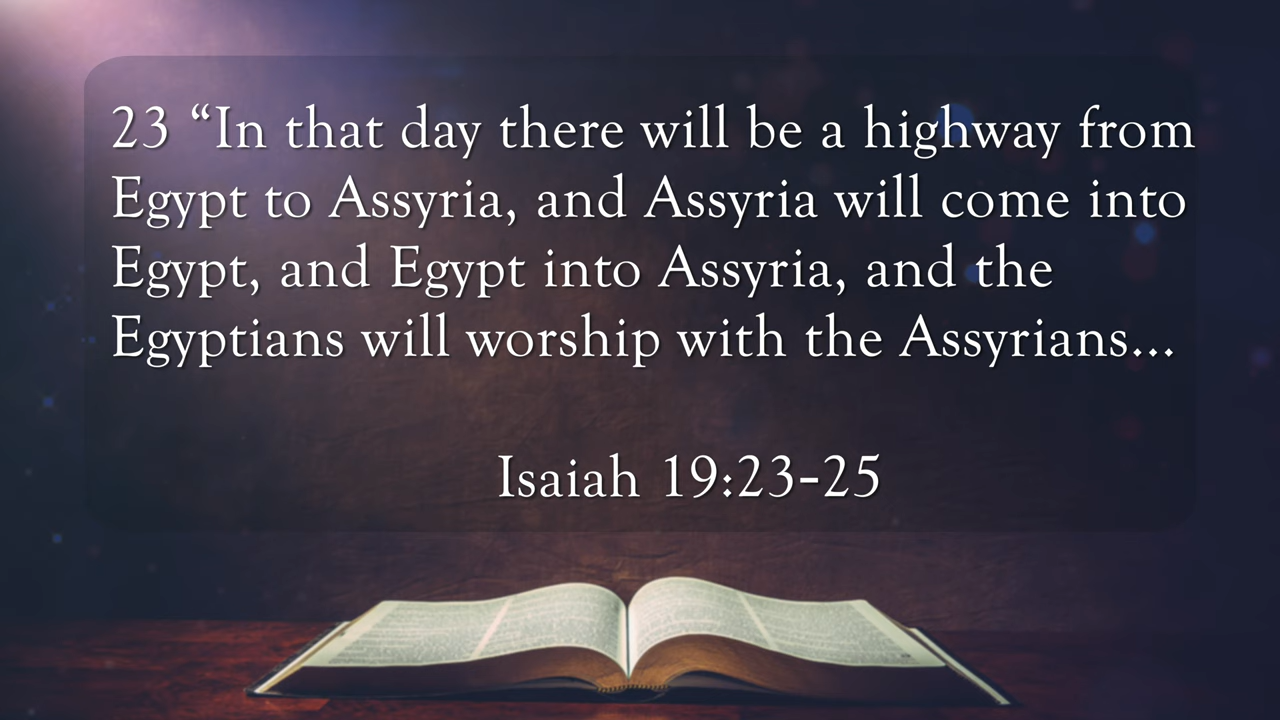 23 “In that day there will be a highway from
Egypt to Assyria, and Assyria will come into
Egypt, and Egypt into Assyria, and the
Egyptians will worship with the Assyrians...
Isaiah 19:23-25